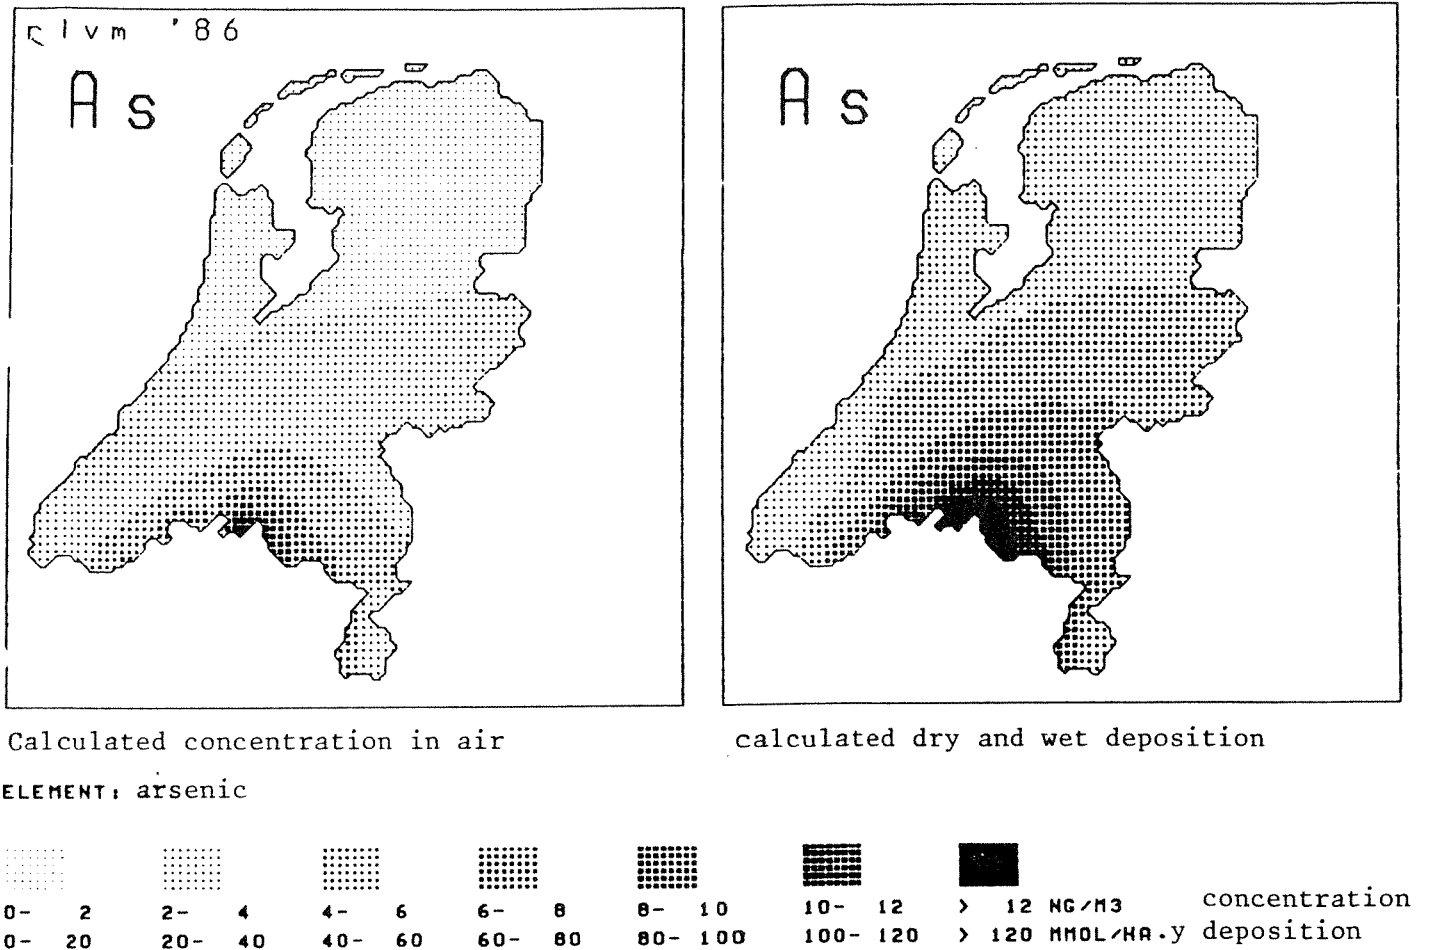 rivm '86
As
As
Calculated concentration in air
calculated dry and wet deposition
ELEMENT: arsenic
0- 2 2- 4 4- 6 6- 8 8- 10 10- 12 > 12 NG/M3 concentration
0- 20 20- 40 40- 60 60- 80 80- 100 100- 120 > 120 MMOL/HA.y deposition